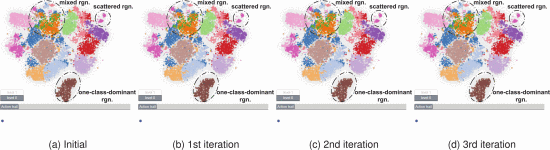 mixed rgn.
scattered rgn.
one-class-dominant
rgn.
mixed rgn.
scattered rgn.
one-class-dominant
rgn.
mixed rgn.
scattered rgn.
one-class-dominant
rgn.
mixed rgn.
scattered rgn.
one-class-dominant
rgn.
(a) Initial
(b) 1st iteration
(c) 2nd iteration
(d) 3rd iteration